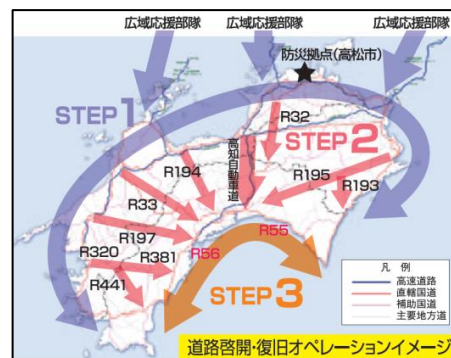 広域応援部隊 広域応援部隊 広域応援部隊
防災拠点(高松市)
STEP1
R32
STEP2
高知自動車道
R194
R195
R193
R33
R197
R55
R320
R381
R56
R441
STEP3
凡 例
高速道路
直轄国道
補助国道
主要地方道
道路啓開・復旧オペレーションイメージ